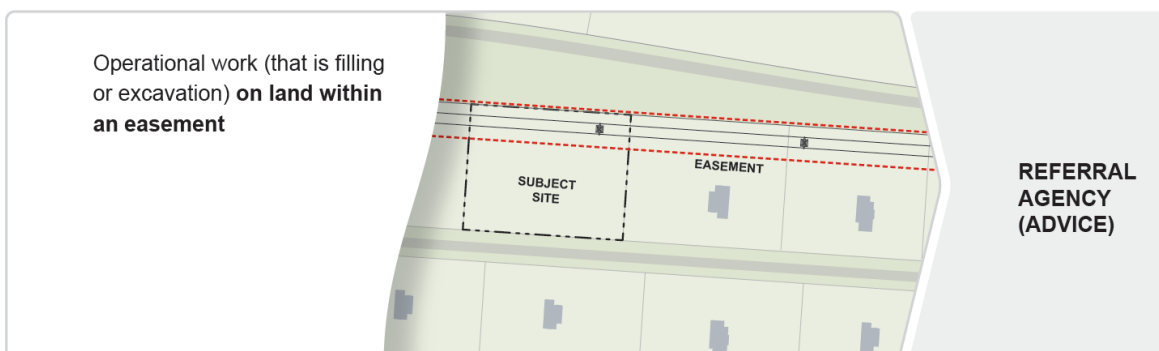 Operational work (that is filling
or excavation) on land within
an easement
EASEMENT
SUBJECT
SITE
REFERRAL
AGENCY
(ADVICE)